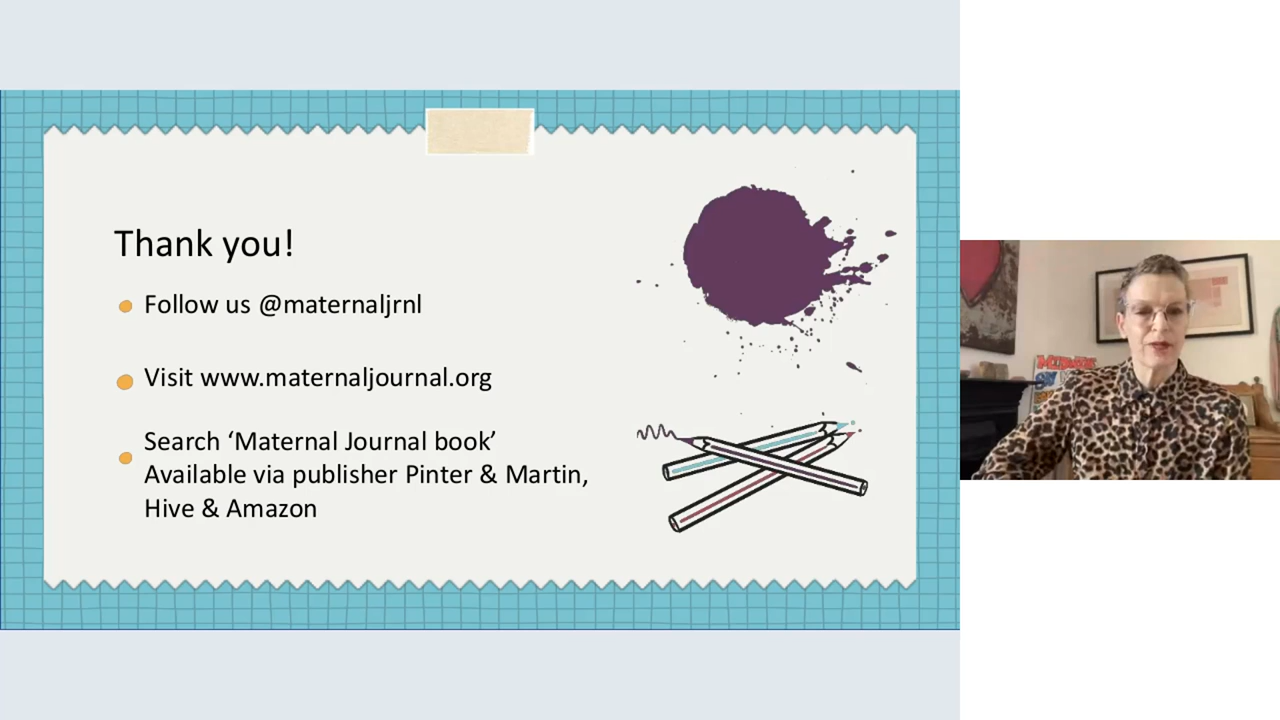 Thank you!
Follow us @maternaljrnl
Visit www.maternaljournal.org
Search ‘Maternal Journal book’
Available via publisher Pinter & Martin,
Hive & Amazon